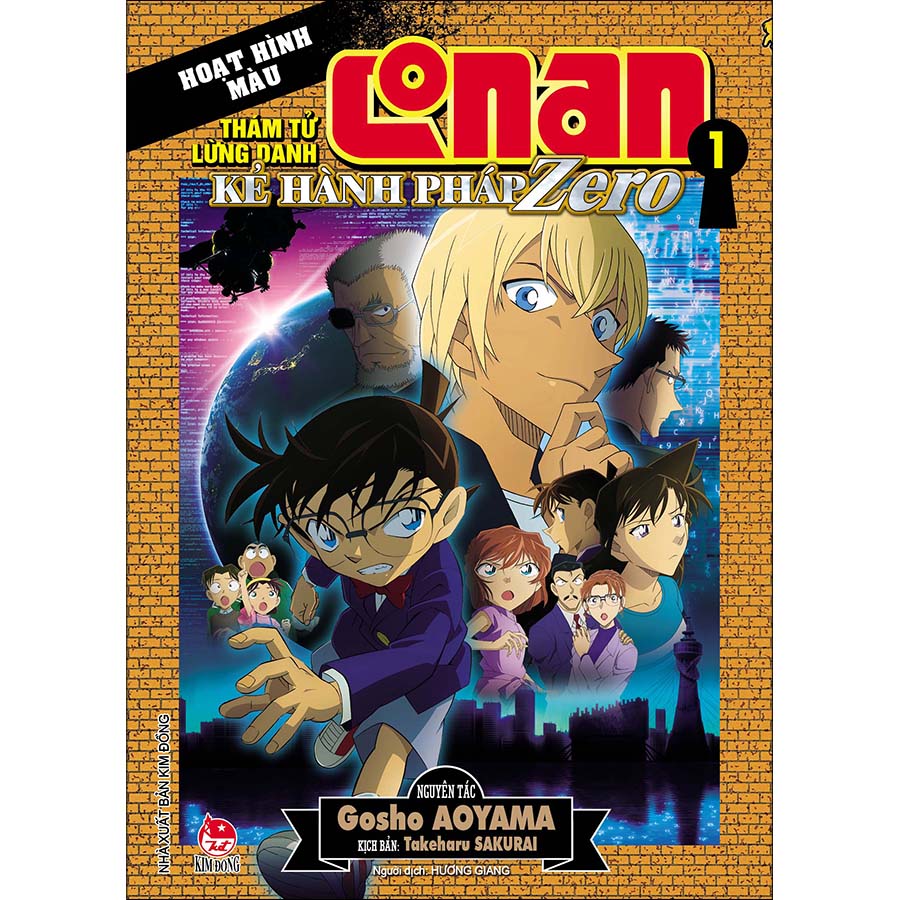 HOẠT HÌNH
MÀU
THÁM TỬ
LỪNG DANH
Conan
KẺ HÀNH PHÁP Zero
1
NGUYÊN TÁC
Gosho AOYAMA
KỊCH BẢN: Takeharu SAKURAI
Người dịch: HƯƠNG GIANG
NHÀ XUẤT BẢN KIM ĐỒNG
KIM ĐỒNG